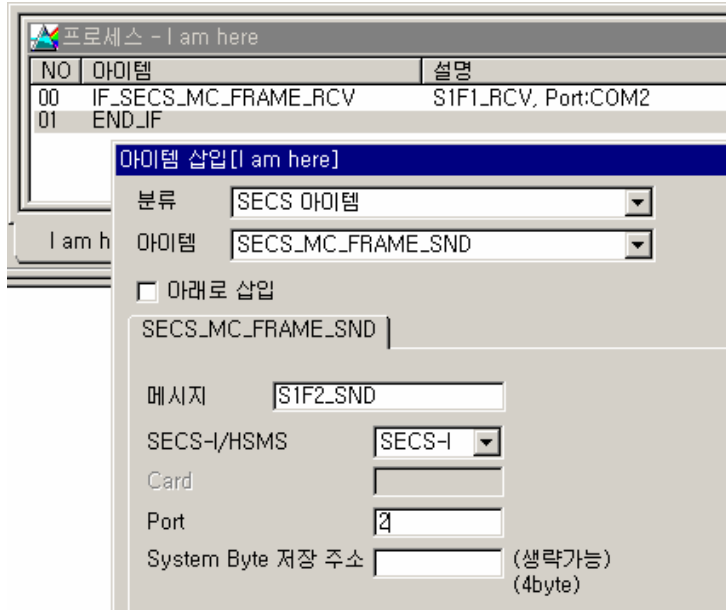 프로세스 - I am here
NO 아이템 설명
00 IF_SECS_MC_FRAME_RCV S1F1_RCV, Port:COM2
01 END_IF
아이템 삽입[I am here]
분류 SECS 아이템
I am h
아이템 SECS_MC_FRAME_SND
아래로 삽입
SECS_MC_FRAME_SND
메시지 S1F2_SND
SECS-I/HSMS SECS-I
Card
Port 2
System Byte 저장 주소 (생략가능)
(4byte)